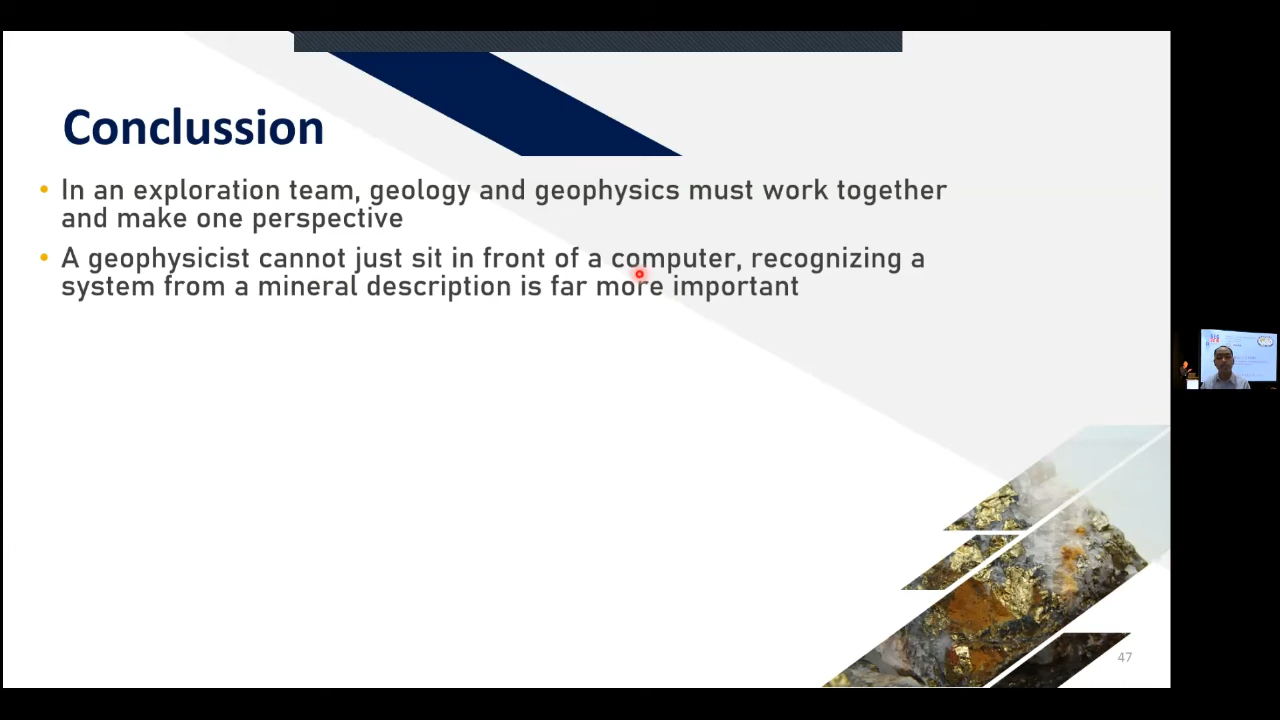 Conclussion
• In an exploration team, geology and geophysics must work together
and make one perspective
• A geophysicist cannot just sit in front of a computer, recognizing a
system from a mineral description is far more important
47